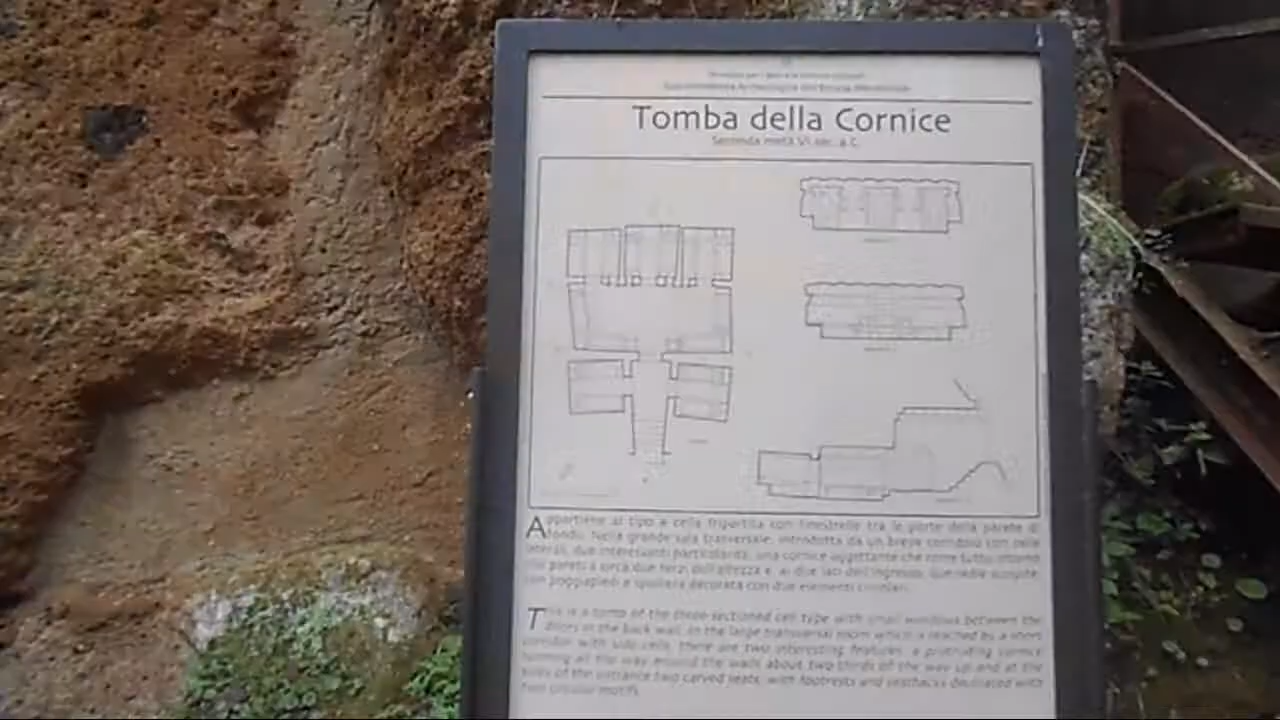 Soprintendenza Archeologica dell'Etruria Meridionale
Tomba della Cornice
Seconda metà VI sec. a.C.
Appartiene al tipo a cella tripartita con finestrelle tra le porte della parete di
fondo. Nella grande sala trasversale, introdotta da un breve corridoio con celle
laterali, due interessanti particolarità: una cornice aggettante che corre tutto intorno
alle pareti a circa due terzi dell'altezza e, ai due lati dell'ingresso, due sedie scolpite,
con poggiapiedi e spalliera decorata con due elementi circolari.
This is a tomb of the three-sectioned cell type with small windows between the
doors in the back wall. In the large transversal room which is reached by a short
corridor with side cells, there are two interesting features: a protruding cornice
running all the way around the walls about two thirds of the way up and at the
sides of the entrance two carved seats, with footrests and seatbacks decorated with
two circular motifs.